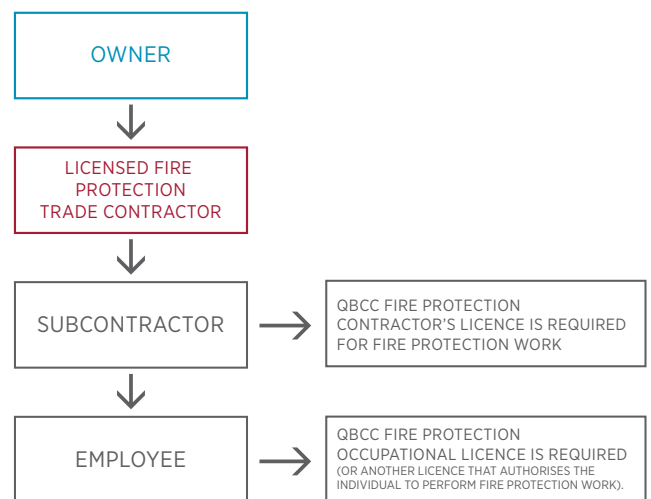 OWNER
LICENSED FIRE
PROTECTION
TRADE CONTRACTOR
SUBCONTRACTOR
QBCC FIRE PROTECTION
CONTRACTOR'S LICENCE IS REQUIRED
FOR FIRE PROTECTION WORK
EMPLOYEE
QBCC FIRE PROTECTION
OCCUPATIONAL LICENCE IS REQUIRED
(OR ANOTHER LICENCE THAT AUTHORISES THE
INDIVIDUAL TO PERFORM FIRE PROTECTION WORK).